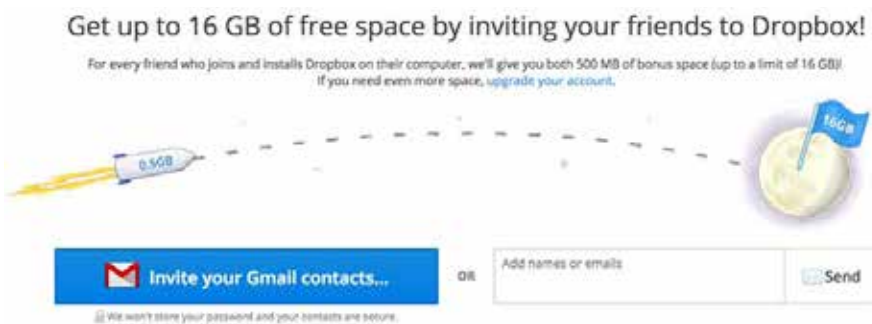 Get up to 16 GB of free space by inviting your friends to Dropbox!
For every friend who joins and installs Dropbox on their computer, we'll give you both 500 MB of bonus space (up to a limit of 16 GB)!
If you need even more space, upgrade your account.
16GB
0.5GB
Invite your Gmail contacts...
OR
Add names or emails
Send
We won't store your password and your contacts are secure.